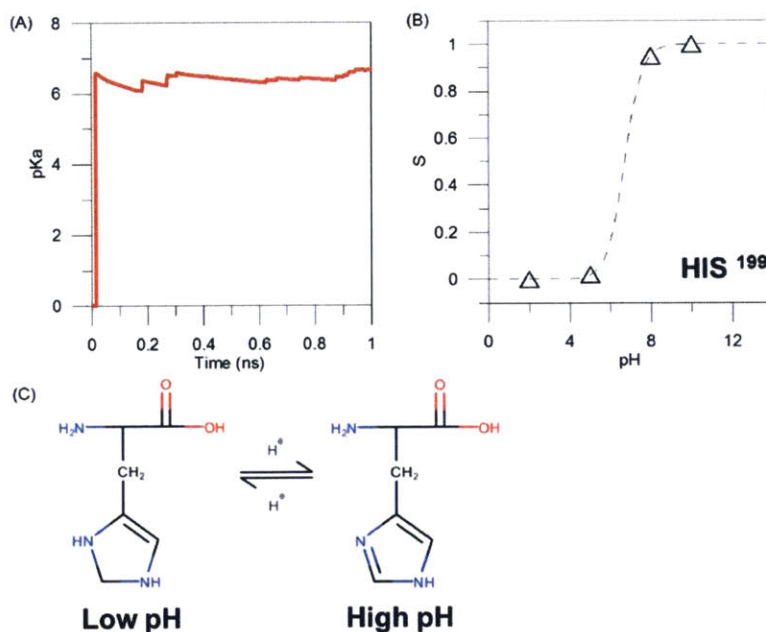 (A)
8
6
4
2
0
pKa
0
0.2
0.4
0.6
0.8
1
Time (ns)
(B)
1
0.8
0.6
0.4
0.2
0
S
HIS 199
0
4
8
12
pH
(C)
O
H₂N
OH
CH₂
HN
NH
Low pH
H⊕
H⊕
O
H₂N
OH
CH₂
N
NH
High pH